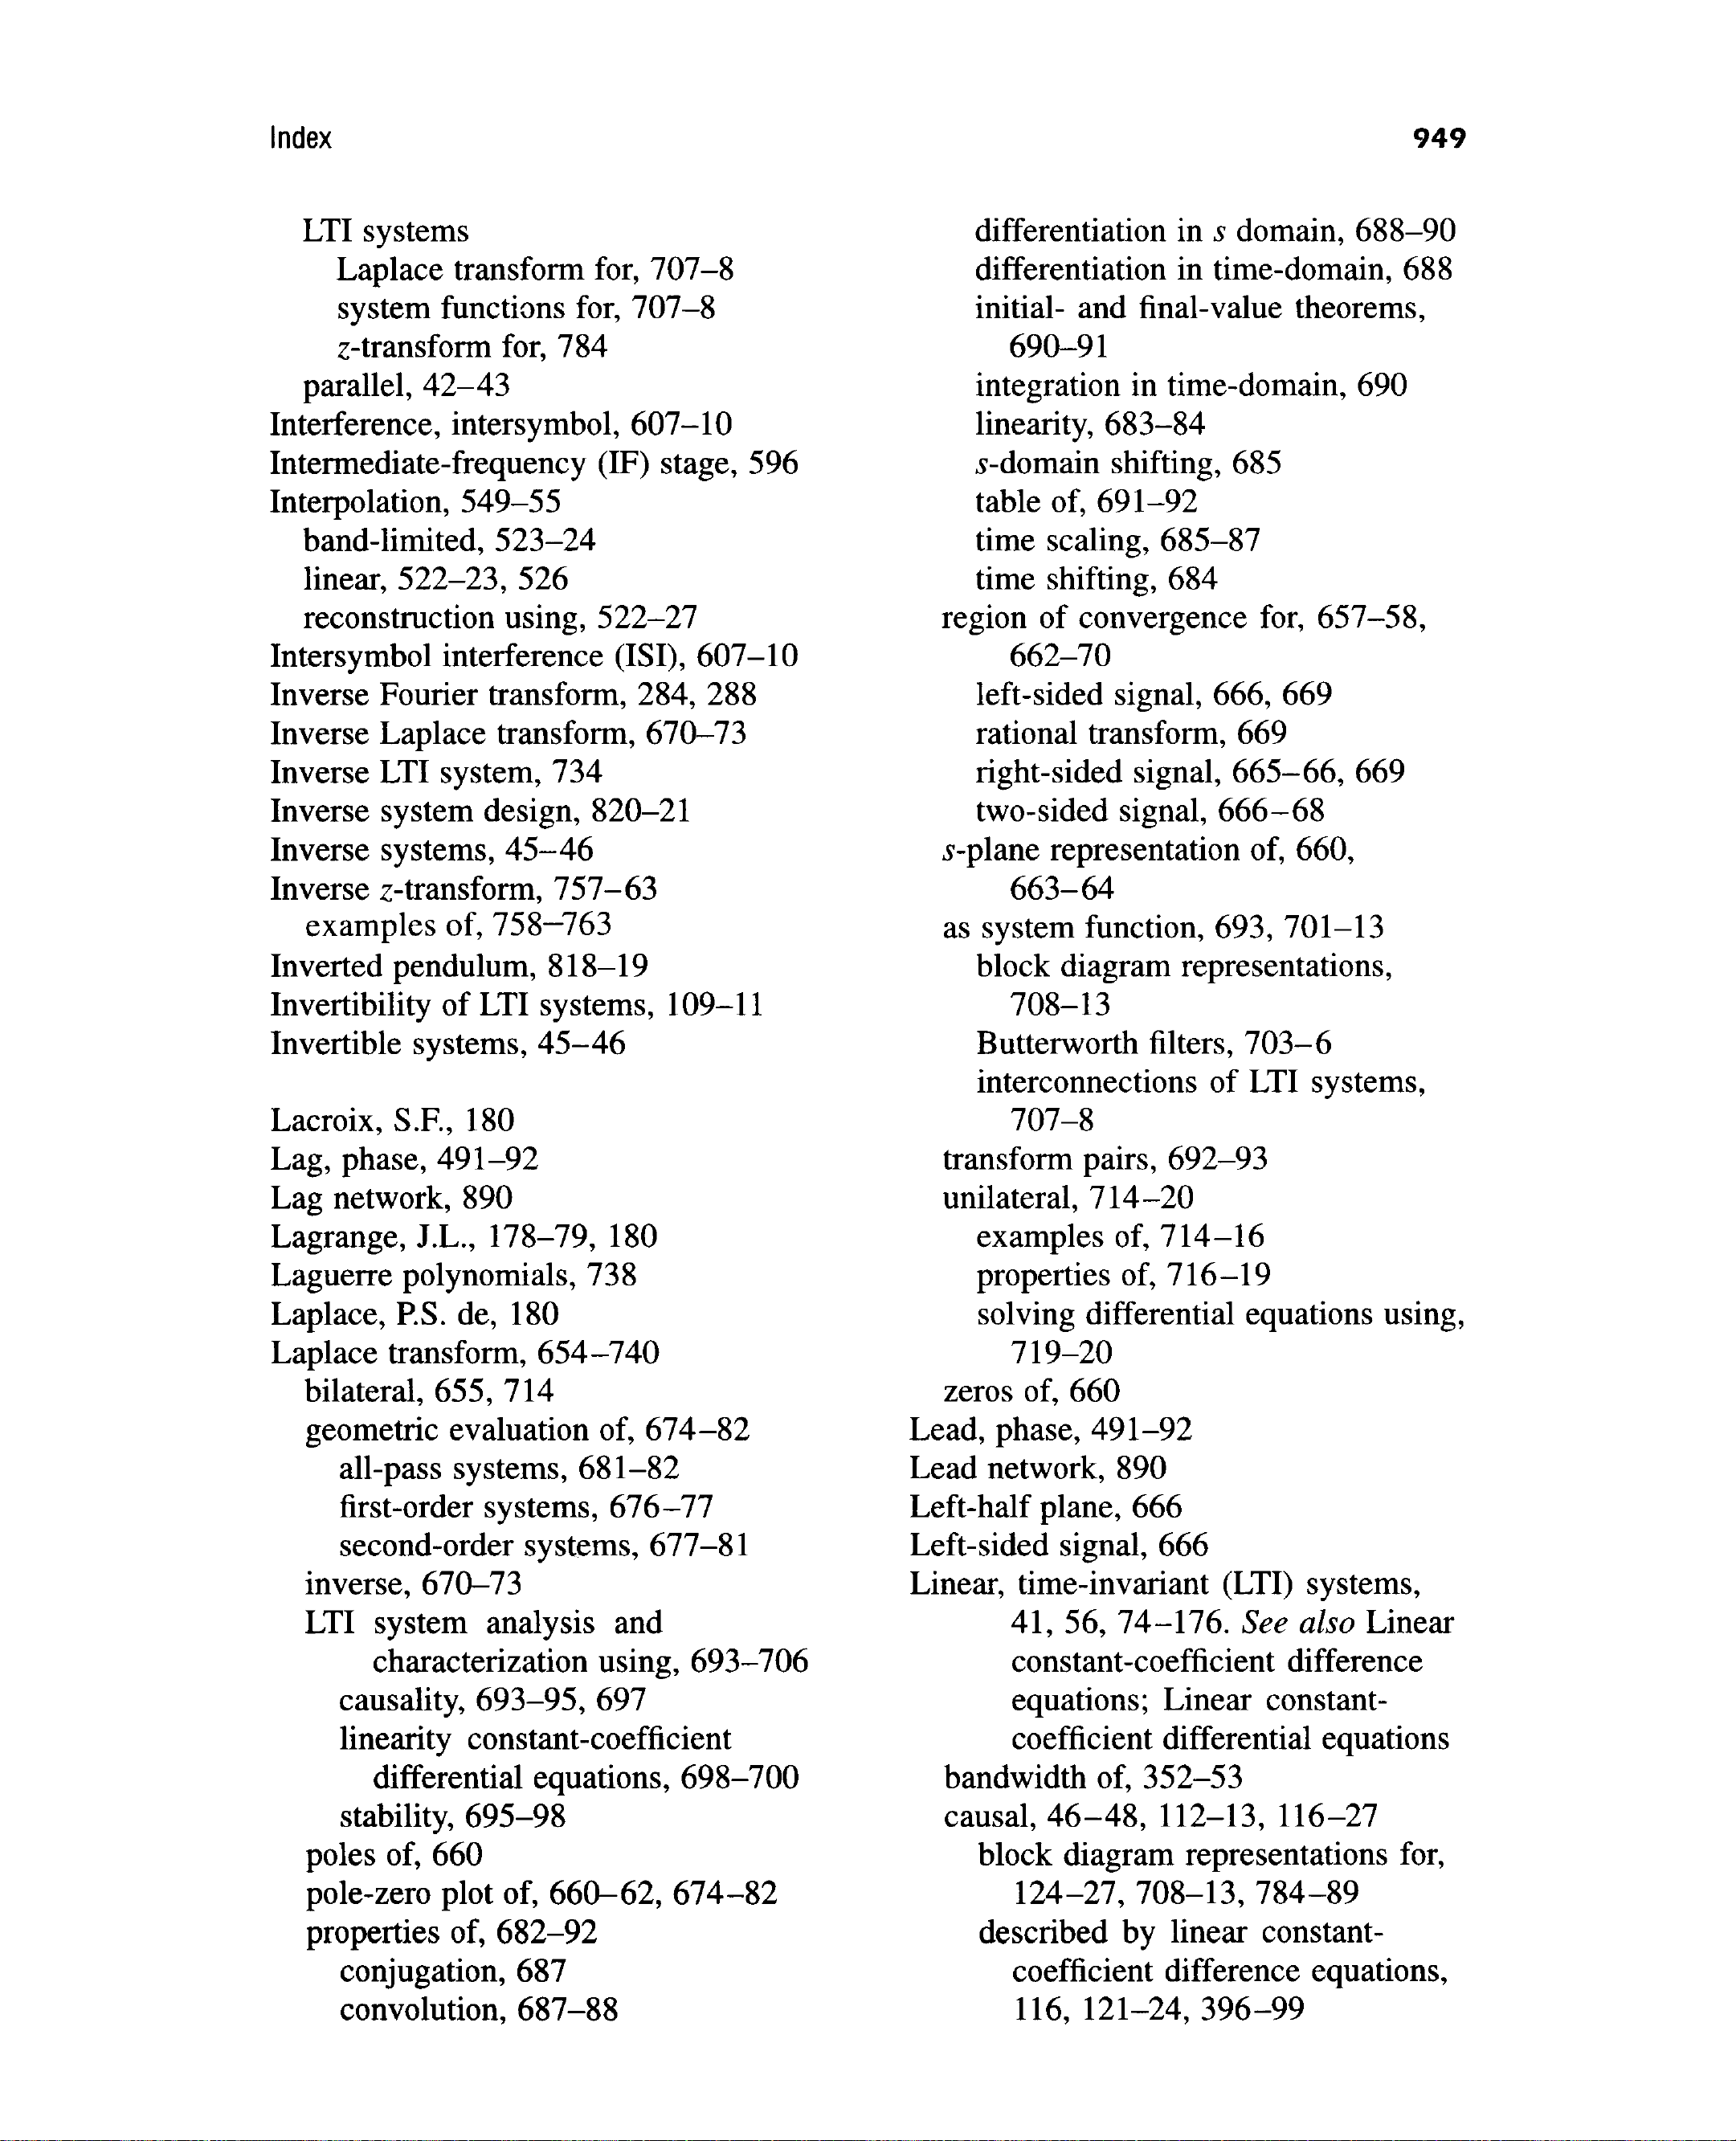 Index
949
LTI systems
Laplace transform for, 707–8
system functions for, 707–8
z-transform for, 784
parallel, 42–43
Interference, intersymbol, 607–10
Intermediate-frequency (IF) stage, 596
Interpolation, 549–55
band-limited, 523–24
linear, 522–23, 526
reconstruction using, 522–27
Intersymbol interference (ISI), 607–10
Inverse Fourier transform, 284, 288
Inverse Laplace transform, 670–73
Inverse LTI system, 734
Inverse system design, 820–21
Inverse systems, 45–46
Inverse z-transform, 757–63
examples of, 758–763
Inverted pendulum, 818–19
Invertibility of LTI systems, 109–11
Invertible systems, 45–46
Lacroix, S.F., 180
Lag, phase, 491–92
Lag network, 890
Lagrange, J.L., 178–79, 180
Laguerre polynomials, 738
Laplace, P.S. de, 180
Laplace transform, 654–740
bilateral, 655, 714
geometric evaluation of, 674–82
all-pass systems, 681–82
first-order systems, 676–77
second-order systems, 677–81
inverse, 670–73
LTI system analysis and
characterization using, 693–706
causality, 693–95, 697
linearity constant-coefficient
differential equations, 698–700
stability, 695–98
poles of, 660
pole-zero plot of, 660–62, 674–82
properties of, 682–92
conjugation, 687
convolution, 687–88
differentiation in s domain, 688–90
differentiation in time-domain, 688
initial- and final-value theorems,
690–91
integration in time-domain, 690
linearity, 683–84
s-domain shifting, 685
table of, 691–92
time scaling, 685–87
time shifting, 684
region of convergence for, 657–58,
662–70
left-sided signal, 666, 669
rational transform, 669
right-sided signal, 665–66, 669
two-sided signal, 666–68
s-plane representation of, 660,
663–64
as system function, 693, 701–13
block diagram representations,
708–13
Butterworth filters, 703–6
interconnections of LTI systems,
707–8
transform pairs, 692–93
unilateral, 714–20
examples of, 714–16
properties of, 716–19
solving differential equations using,
719–20
zeros of, 660
Lead, phase, 491–92
Lead network, 890
Left-half plane, 666
Left-sided signal, 666
Linear, time-invariant (LTI) systems,
41, 56, 74–176. See also Linear
constant-coefficient difference
equations; Linear constant-
coefficient differential equations
bandwidth of, 352–53
causal, 46–48, 112–13, 116–27
block diagram representations for,
124–27, 708–13, 784–89
described by linear constant-
coefficient difference equations,
116, 121–24, 396–99